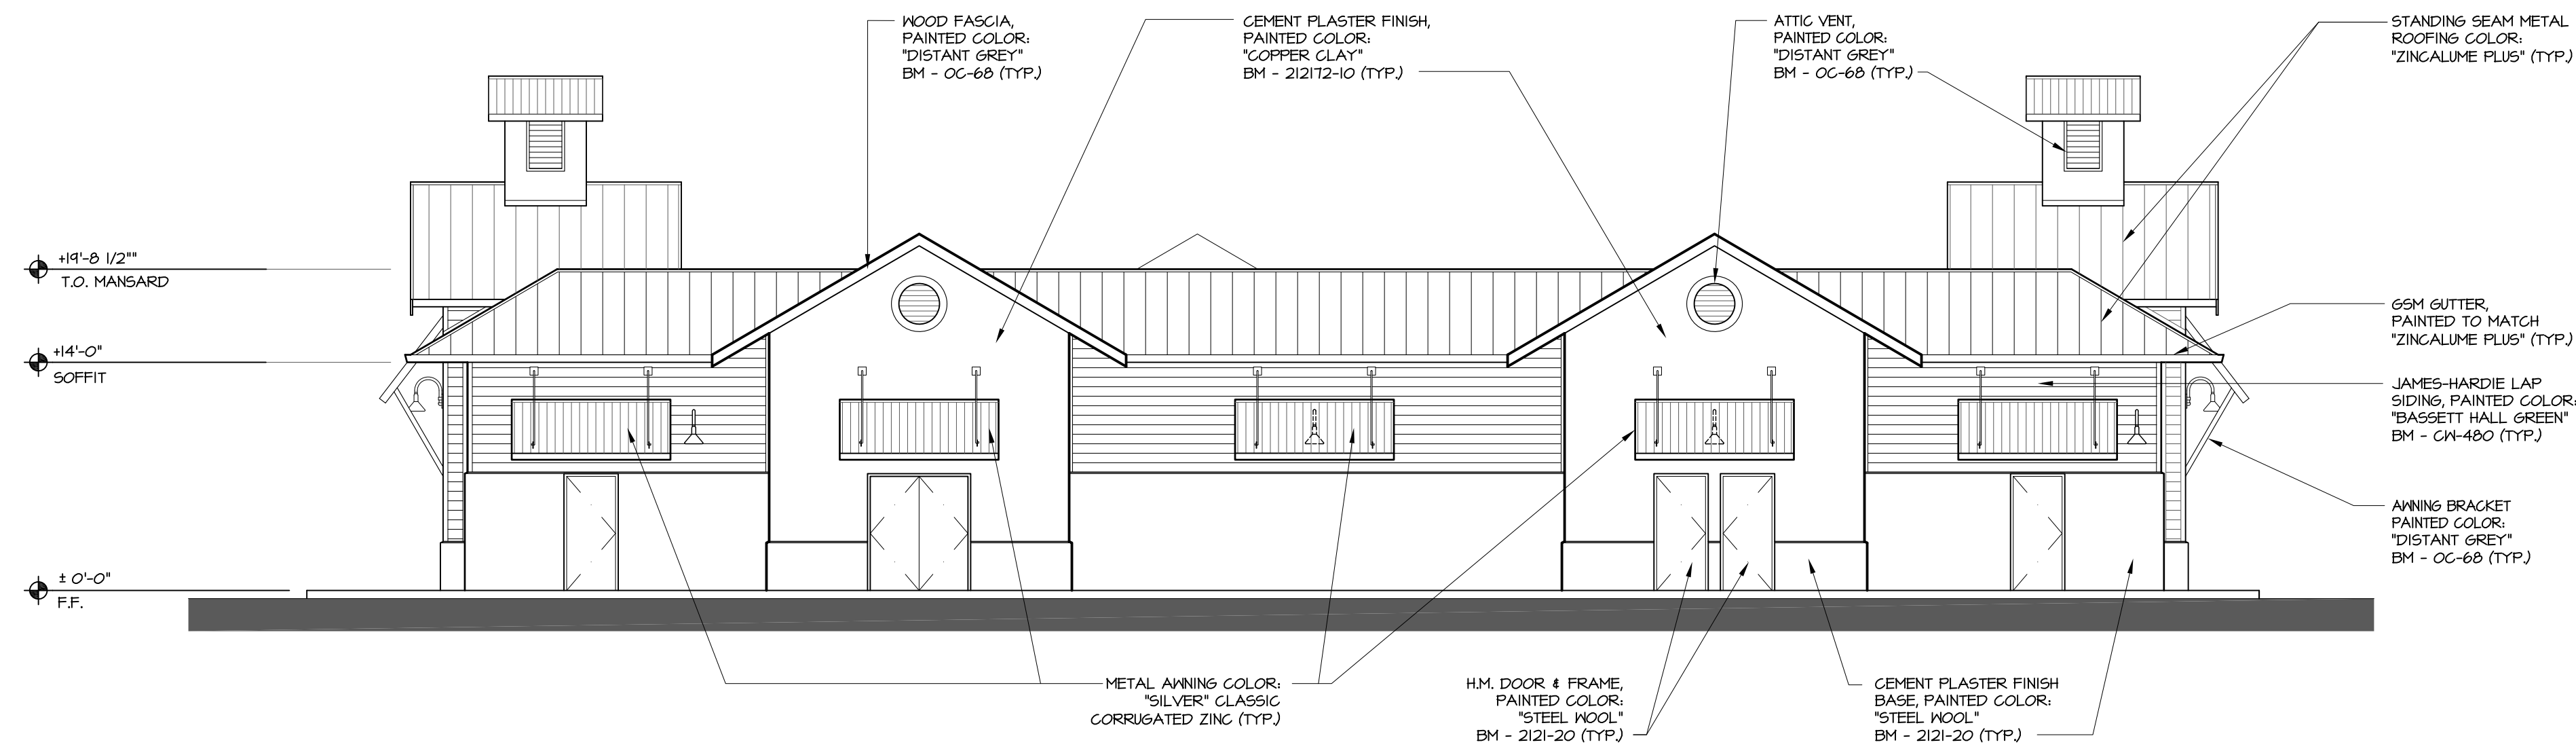 WOOD FASCIA,
PAINTED COLOR:
"DISTANT GREY"
BM - OC-68 (TYP.)
CEMENT PLASTER FINISH,
PAINTED COLOR:
"COPPER CLAY"
BM - 212172-10 (TYP.)
ATTIC VENT,
PAINTED COLOR:
"DISTANT GREY"
BM - OC-68 (TYP.)
STANDING SEAM METAL
ROOFING COLOR:
"ZINCALUME PLUS" (TYP.)
+19'-8 1/2""
T.O. MANSARD
+14'-0"
SOFFIT
± 0'-0"
F.F.
GSM GUTTER,
PAINTED TO MATCH
"ZINCALUME PLUS" (TYP.)
JAMES-HARDIE LAP
SIDING, PAINTED COLOR:
"BASSETT HALL GREEN"
BM - CW-480 (TYP.)
AWNING BRACKET
PAINTED COLOR:
"DISTANT GREY"
BM - OC-68 (TYP.)
METAL AWNING COLOR:
"SILVER" CLASSIC
CORRUGATED ZINC (TYP.)
H.M. DOOR & FRAME,
PAINTED COLOR:
"STEEL WOOL"
BM - 2121-20 (TYP.)
CEMENT PLASTER FINISH
BASE, PAINTED COLOR:
"STEEL WOOL"
BM - 2121-20 (TYP.)